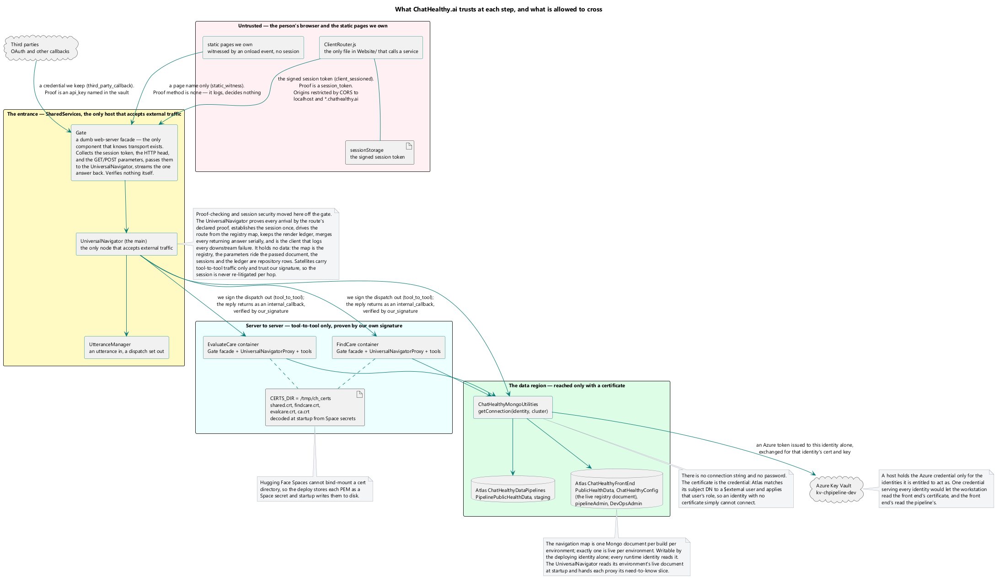 What ChatHealthy.ai trusts at each step, and what is allowed to cross
Untrusted — the person's browser and the static pages we own
Third parties
OAuth and other callbacks
static pages we own
witnessed by an onload event, no session
ClientRouter.js
the only file in Website/ that calls a service
a credential we keep (third_party_callback).
Proof is an api_key named in the vault
a page name only (static_witness).
Proof method is none — it logs, decides nothing
the signed session token (client_sessioned).
Proof is a session_token.
Origins restricted by CORS to
localhost and *.chathealthy.ai
The entrance — SharedServices, the only host that accepts external traffic
Gate
a dumb web-server facade — the only
component that knows transport exists.
Collects the session token, the HTTP head,
and the GET/POST parameters, passes them
to the UniversalNavigator, streams the one
answer back. Verifies nothing itself.
sessionStorage
the signed session token
Proof-checking and session security moved here off the gate.
The UniversalNavigator proves every arrival by the route's
declared proof, establishes the session once, drives the
route from the registry map, keeps the render ledger, merges
every returning answer serially, and is the client that logs
every downstream failure. It holds no data: the map is the
registry, the parameters ride the passed document, the
sessions and the ledger are repository rows. Satellites carry
tool-to-tool traffic only and trust our signature, so the
session is never re-litigated per hop.
UniversalNavigator (the main)
the only node that accepts external traffic
we sign the dispatch out (tool_to_tool);
the reply returns as an internal_callback,
verified by our_signature
we sign the dispatch out (tool_to_tool);
the reply returns as an internal_callback,
verified by our_signature
Server to server — tool-to-tool only, proven by our own signature
UtteranceManager
an utterance in, a dispatch set out
EvaluateCare container
Gate facade + UniversalNavigatorProxy + tools
FindCare container
Gate facade + UniversalNavigatorProxy + tools
CERTS_DIR = /tmp/ch_certs
shared.crt, findcare.crt,
evalcare.crt, ca.crt
decoded at startup from Space secrets
The data region — reached only with a certificate
ChatHealthyMongoUtilities
getConnection(identity, cluster)
an Azure token issued to this identity alone,
exchanged for that identity's cert and key
Hugging Face Spaces cannot bind-mount a cert
directory, so the deploy stores each PEM as a
Space secret and startup writes them to disk.
Atlas ChatHealthyDataPipelines
PipelinePublicHealthData, staging
Atlas ChatHealthyFrontEnd
PublicHealthData, ChatHealthyConfig
(the live registry document),
pipelineAdmin, DevOpsAdmin
There is no connection string and no password.
The certificate is the credential: Atlas matches
its subject DN to a $external user and applies
that user's role, so an identity with no
certificate simply cannot connect.
Azure Key Vault
kv-chpipeline-dev
A host holds the Azure credential only for the
identities it is entitled to act as. One credential
serving every identity would let the workstation
read the front end's certificate, and the front
end's read the pipeline's.
The navigation map is one Mongo document per build per
environment; exactly one is live per environment. Writable by
the deploying identity alone; every runtime identity reads it.
The UniversalNavigator reads its environment's live document
at startup and hands each proxy its need-to-know slice.